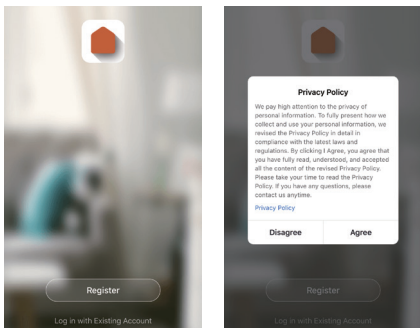 Register
Log in with Existing Account
Privacy Policy
We pay high attention to the privacy of
personal information. To fully present how we
collect and use your personal information, we
revised the Privacy Policy in detail in
compliance with the latest laws and
regulations. By clicking I Agree, you agree that
you have fully read, understood, and accepted
all the content of the revised Privacy Policy.
Please take your time to read the Privacy
Policy. If you have any questions, please
contact us anytime.
Privacy Policy
Disagree
Agree
Register
Log in with Existing Account